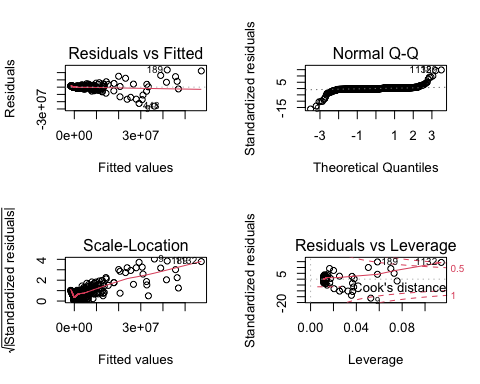 Residuals vs Fitted
Residuals
-3e+07
189
0e+00 3e+07
Fitted values
Normal Q-Q
Standardized residuals
-15 5
-3 -1 1 2 3
Theoretical Quantiles
Scale-Location
√|Standardized residuals|
0 2 4
0e+00 3e+07
Fitted values
Residuals vs Leverage
Standardized residuals
-20 5
189
1132
Cook's distance
0.5
1
0.00 0.04 0.08
Leverage